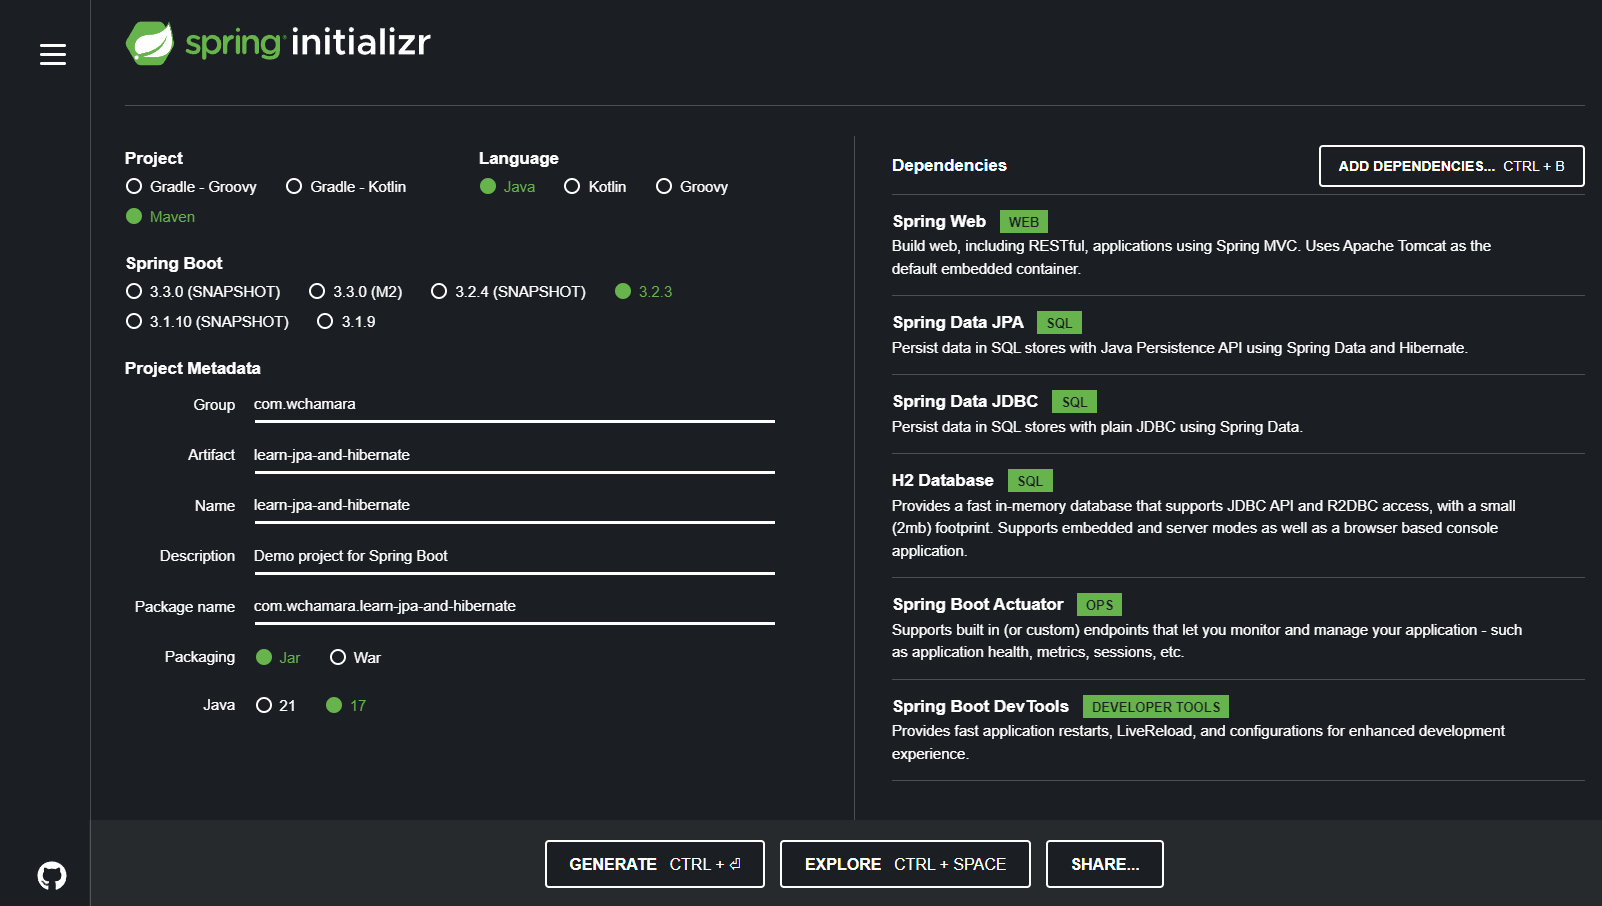 spring initializr
Project
Gradle - Groovy Gradle - Kotlin
Maven
Language
Java Kotlin Groovy
Spring Boot
3.3.0 (SNAPSHOT) 3.3.0 (M2) 3.2.4 (SNAPSHOT) 3.2.3
3.1.10 (SNAPSHOT) 3.1.9
Project Metadata
Group com.wchamara
Artifact learn-jpa-and-hibernate
Name learn-jpa-and-hibernate
Description Demo project for Spring Boot
Package name com.wchamara.learn-jpa-and-hibernate
Packaging Jar War
Java 21 17
Dependencies ADD DEPENDENCIES... CTRL + B
Spring Web WEB
Build web, including RESTful, applications using Spring MVC. Uses Apache Tomcat as the
default embedded container.
Spring Data JPA SQL
Persist data in SQL stores with Java Persistence API using Spring Data and Hibernate.
Spring Data JDBC SQL
Persist data in SQL stores with plain JDBC using Spring Data.
H2 Database SQL
Provides a fast in-memory database that supports JDBC API and R2DBC access, with a small
(2mb) footprint. Supports embedded and server modes as well as a browser based console
application.
Spring Boot Actuator OPS
Supports built in (or custom) endpoints that let you monitor and manage your application - such
as application health, metrics, sessions, etc.
Spring Boot DevTools DEVELOPER TOOLS
Provides fast application restarts, LiveReload, and configurations for enhanced development
experience.
GENERATE CTRL + ⏎ EXPLORE CTRL + SPACE SHARE...